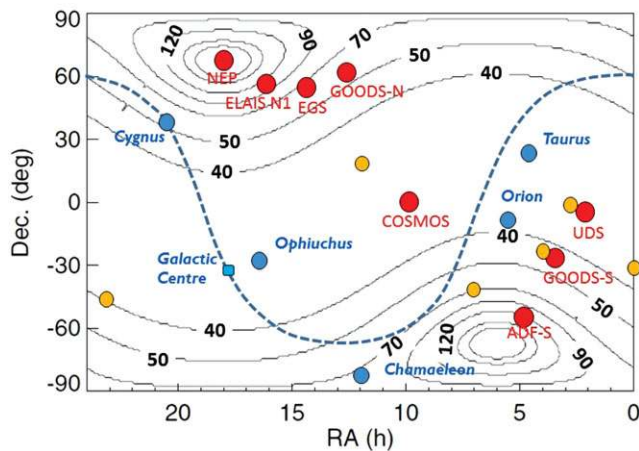 90
120
90
70
NEP
50
GOODS-N
60
ELAIS-N1
EGS
40
50
Cygnus
Taurus
30
40
Dec. (deg)
0
Orion
COSMOS
UDS
Ophiuchus
40
Galactic
Centre
-30
GOODS-S
50
40
ADF-S
-60
50
70
120
90
Chamaeleon
-90
20
15
10
5
0
RA (h)